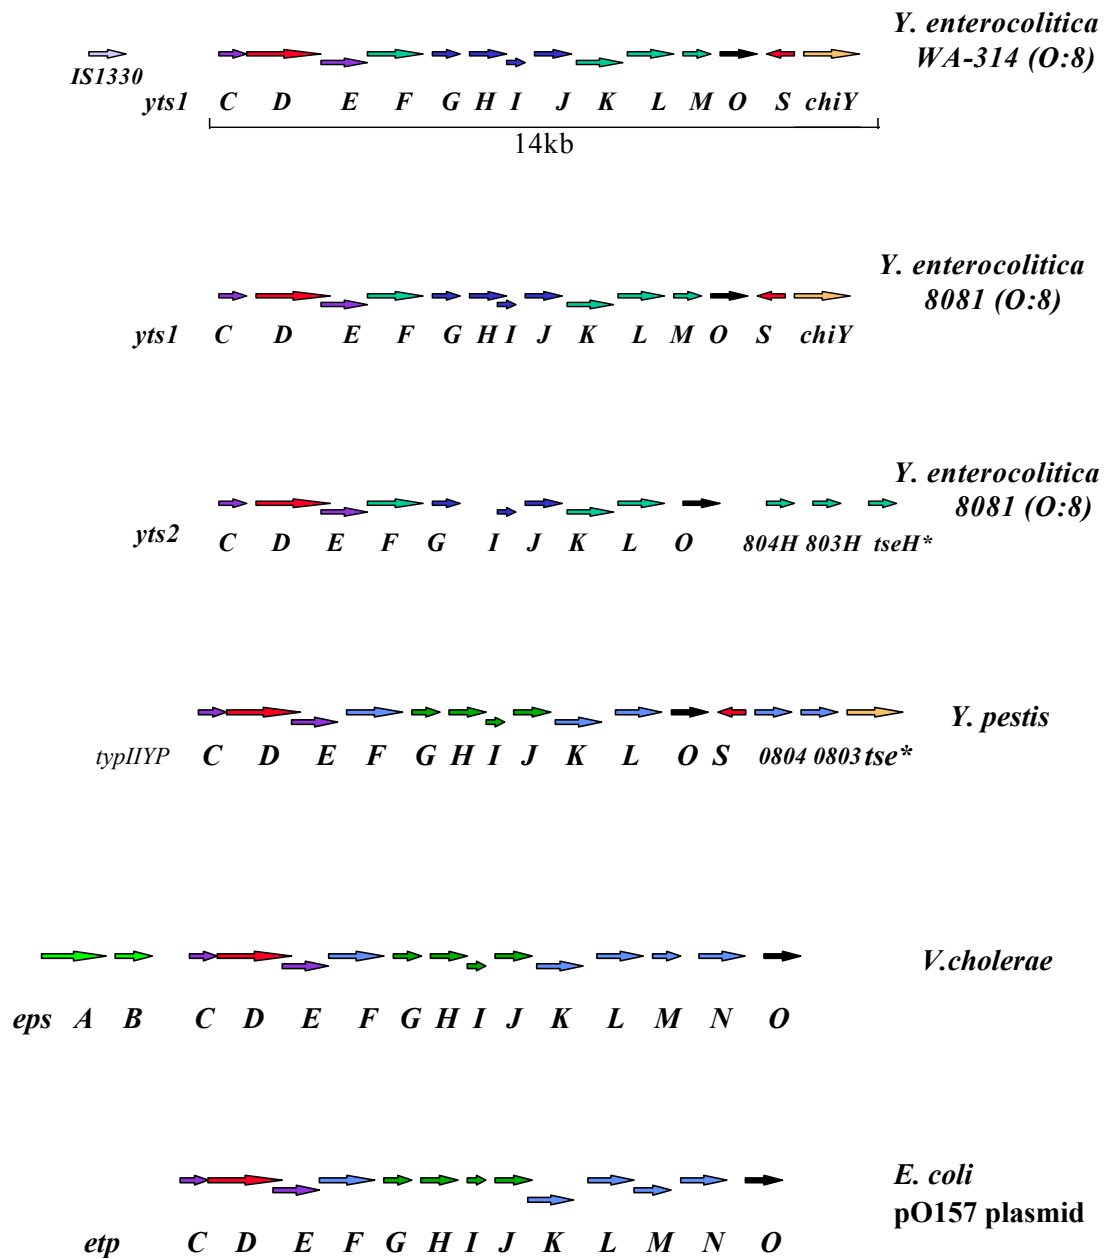 Y. enterocolitica
WA-314 (O:8)
IS1330
yts1 C D E F G H I J K L M O S chiY
14kb
Y. enterocolitica
8081 (O:8)
yts1 C D E F G H I J K L M O S chiY
Y. enterocolitica
8081 (O:8)
yts2 C D E F G I J K L O 804H 803H tseH*
Y. pestis
typIIYP C D E F G H I J K L O S 0804 0803 tse*
V.cholerae
eps A B C D E F G H I J K L M N O
E. coli
pO157 plasmid
etp C D E F G H I J K L M N O